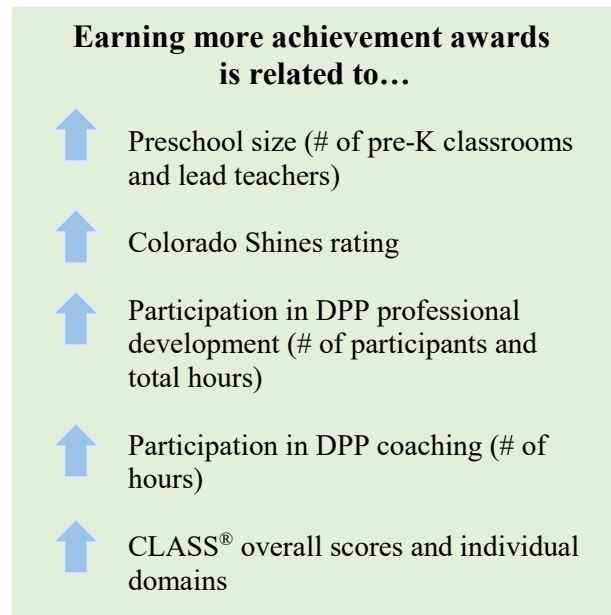 Earning more achievement awards
is related to…
Preschool size (# of pre-K classrooms
and lead teachers)
Colorado Shines rating
Participation in DPP professional
development (# of participants and
total hours)
Participation in DPP coaching (# of
hours)
CLASS® overall scores and individual
domains